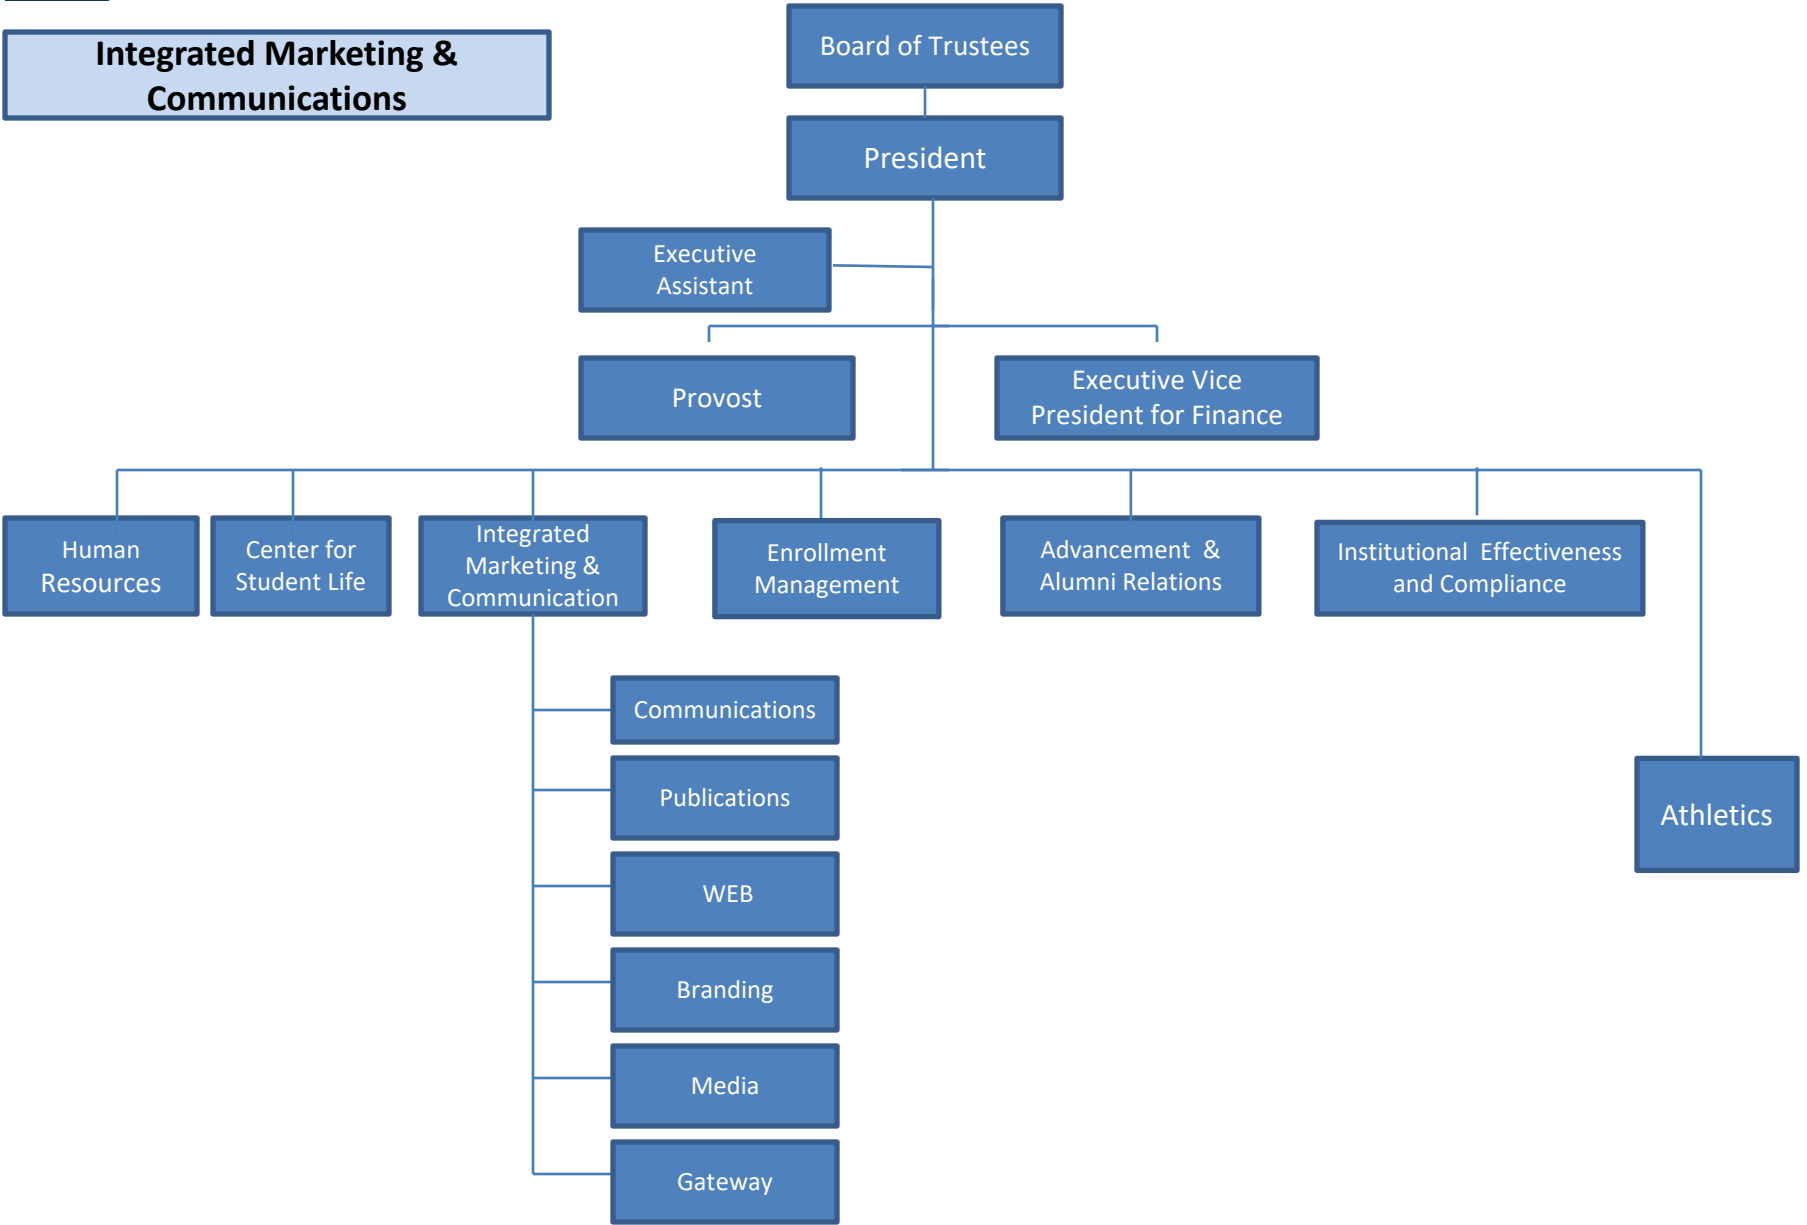 Integrated Marketing &
Communications
Board of Trustees
President
Executive
Assistant
Provost
Executive Vice
President for Finance
Human
Resources
Center for
Student Life
Integrated
Marketing &
Communication
Enrollment
Management
Advancement &
Alumni Relations
Institutional Effectiveness
and Compliance
Communications
Publications
WEB
Branding
Media
Gateway
Athletics